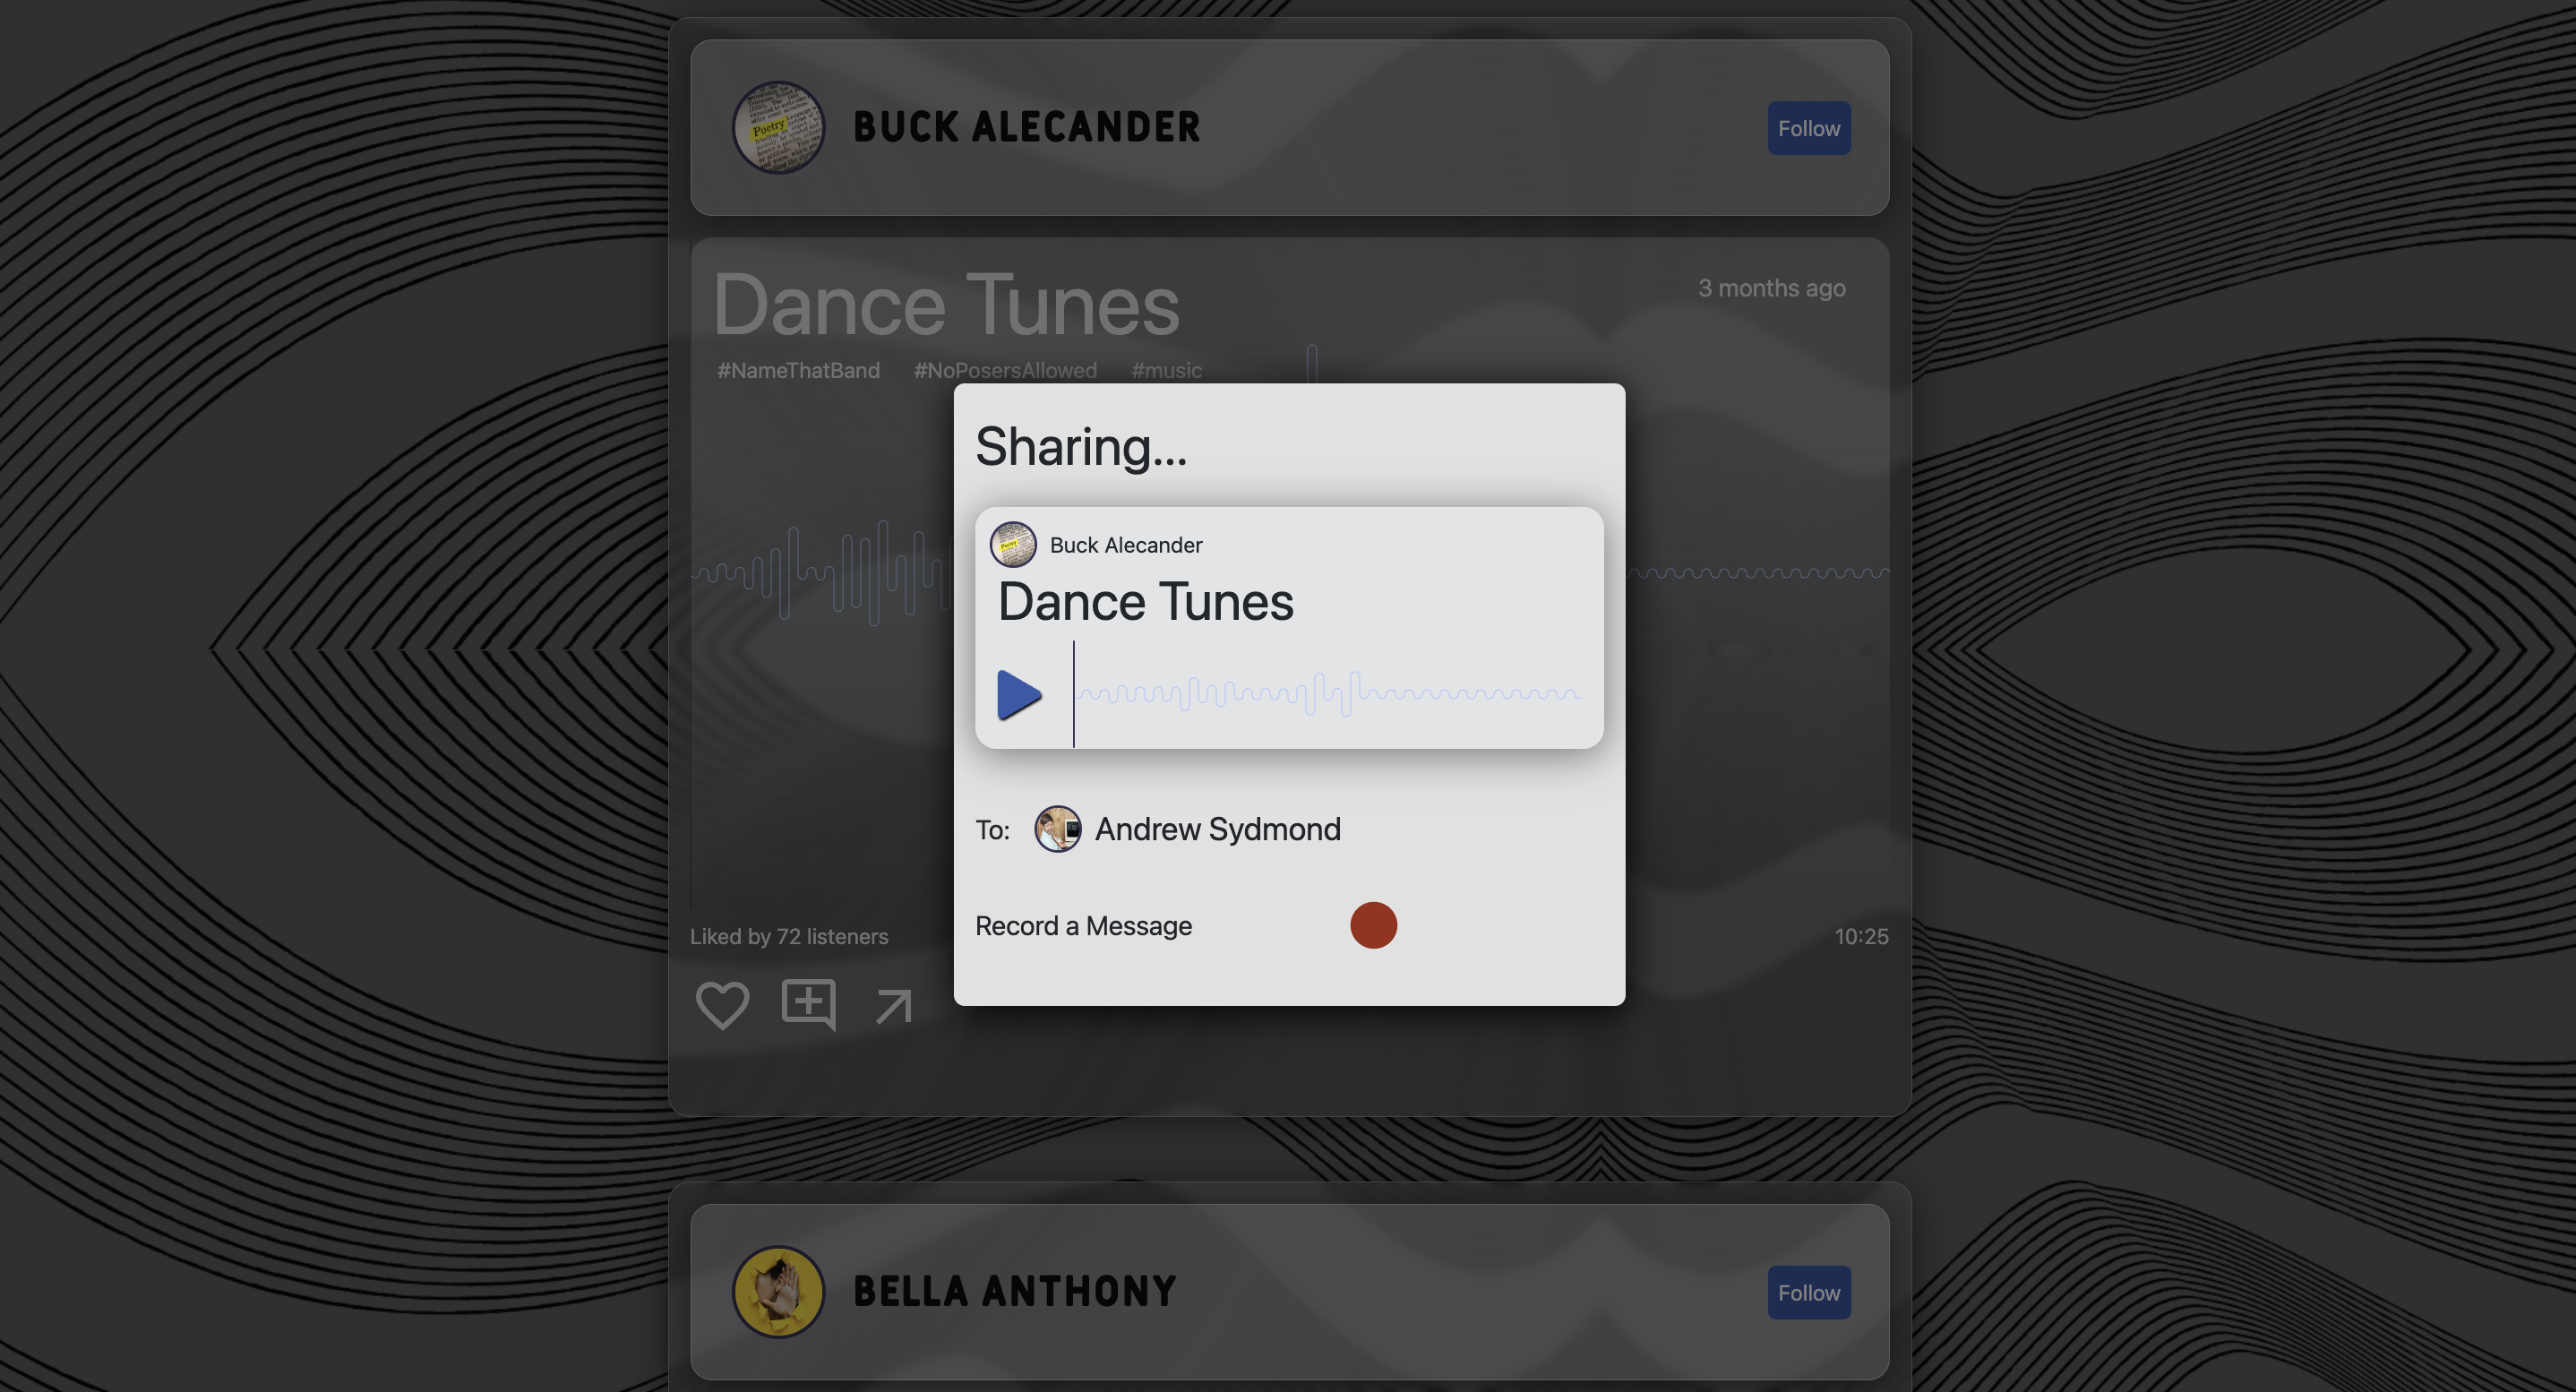 BUCK ALECANDER
Follow
Dance Tunes
3 months ago
#NameThatBand #NoPosersAllowed #music
Sharing...
Poetry
Buck Alecander
Dance Tunes
To: Andrew Sydmond
Record a Message
Liked by 72 listeners
10:25
BELLA ANTHONY
Follow